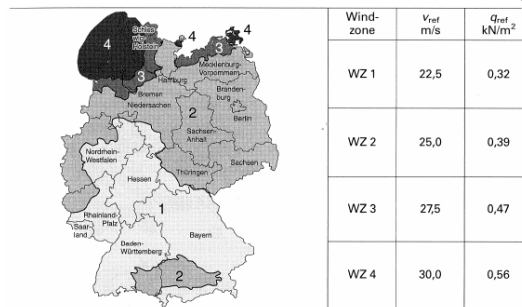 4
Schles
wig-
Holstein
4
4
3
3
Mecklenburg-
Vorpommern
Hamburg
Bremen
Niedersachsen
Branden-
burg
Berlin
2
Sachsen-
Anhalt
Nordrhein-
Westfalen
Sachsen
Thüringen
Hessen
1
Rheinland-
Pfalz
Saar-
land
Bayern
Baden-
Württemberg
2
Wind- vref qref
zone m/s kN/m²
WZ 1 22,5 0,32
WZ 2 25,0 0,39
WZ 3 27,5 0,47
WZ 4 30,0 0,56